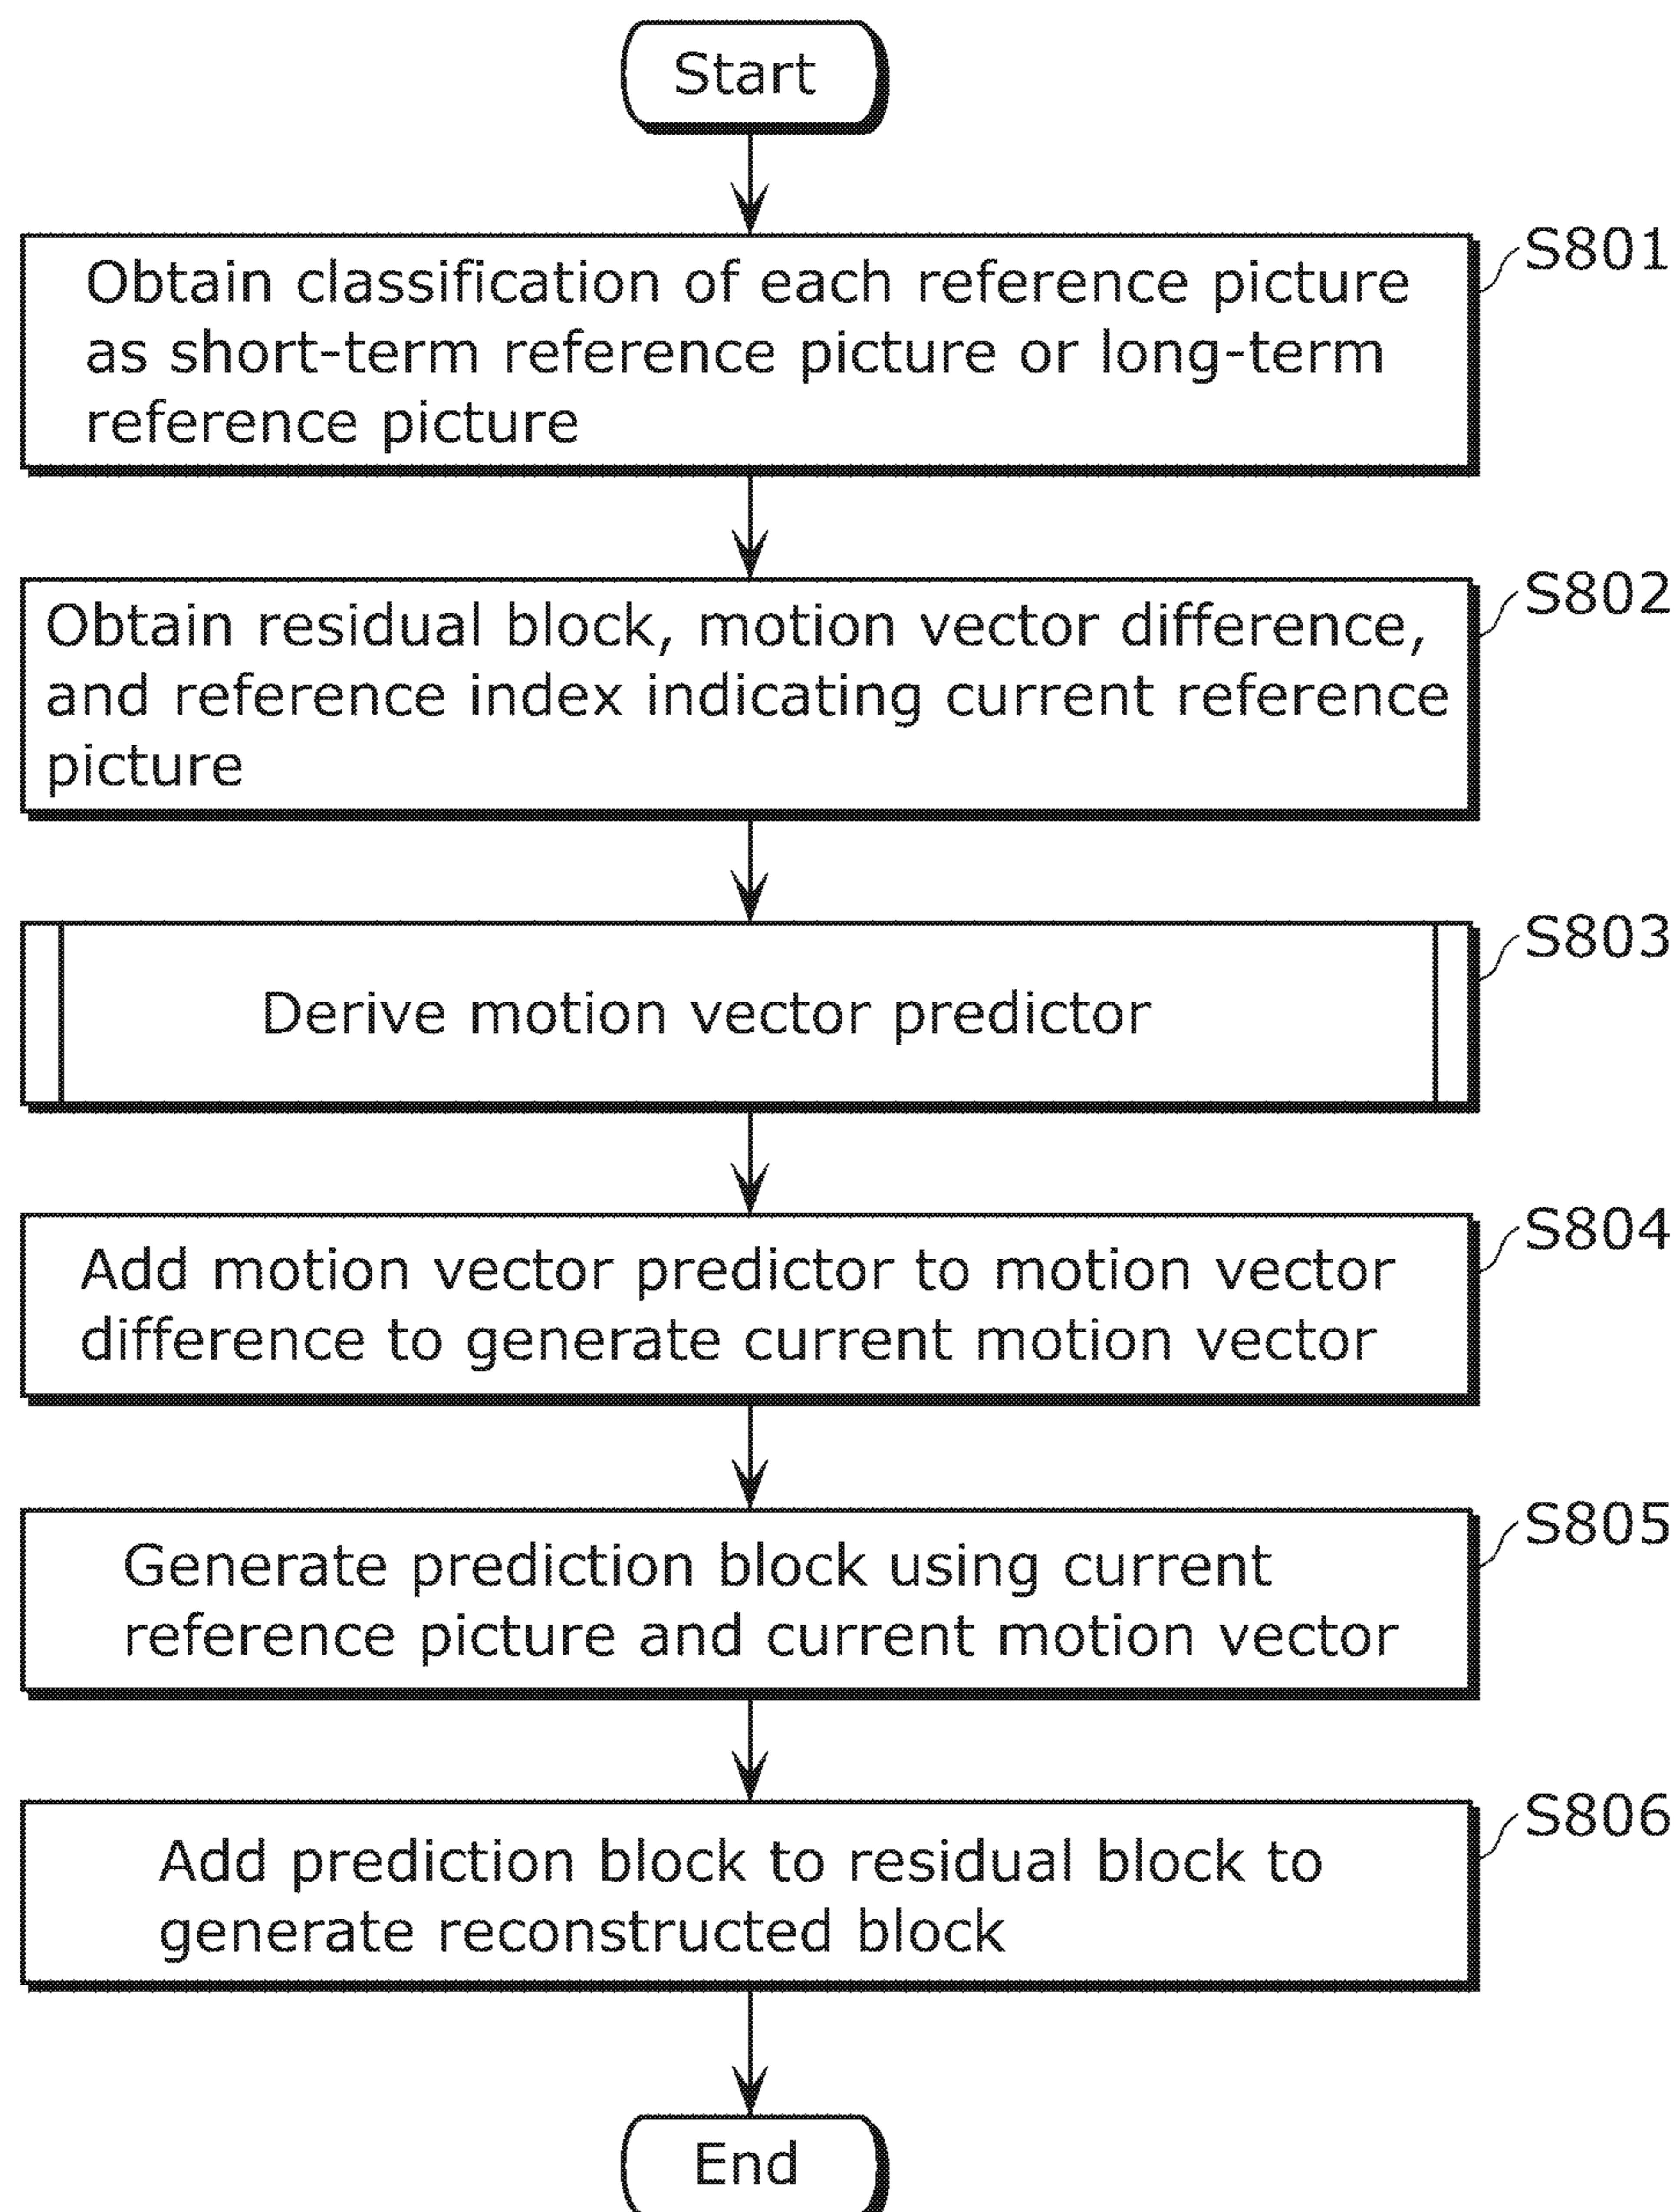 Start
S801
Obtain classification of each reference picture
as short-term reference picture or long-term
reference picture
S802
Obtain residual block, motion vector difference,
and reference index indicating current reference
picture
S803
Derive motion vector predictor
S804
Add motion vector predictor to motion vector
difference to generate current motion vector
S805
Generate prediction block using current
reference picture and current motion vector
S806
Add prediction block to residual block to
generate reconstructed block
End